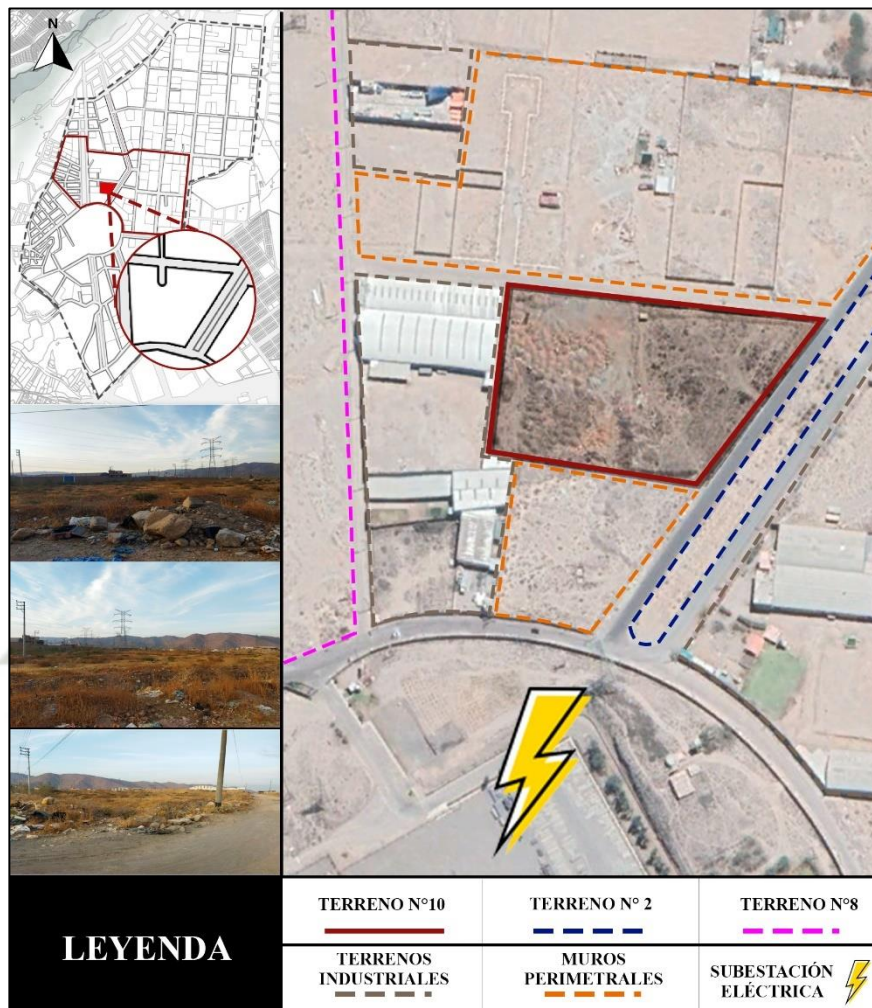 N
LEYENDA
TERRENO N°10
TERRENO N° 2
TERRENO N°8
TERRENOS
INDUSTRIALES
MUROS
PERIMETRALES
SUBESTACIÓN
ELÉCTRICA